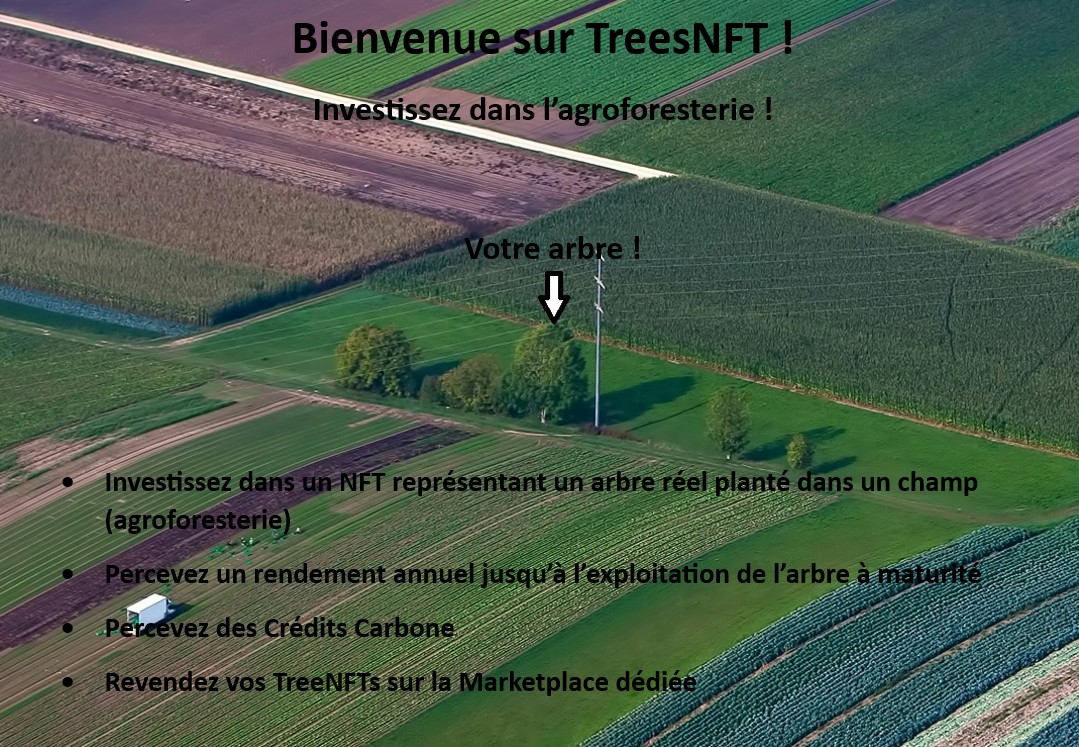 Bienvenue sur TreesNFT !
Investissez dans l’agroforesterie !
Votre arbre !
• Investissez dans un NFT représentant un arbre réel planté dans un champ
(agroforesterie)
• Percevez un rendement annuel jusqu’à l’exploitation de l’arbre à maturité
• Percevez des Crédits Carbone
• Revendez vos TreeNFTs sur la Marketplace dédiée